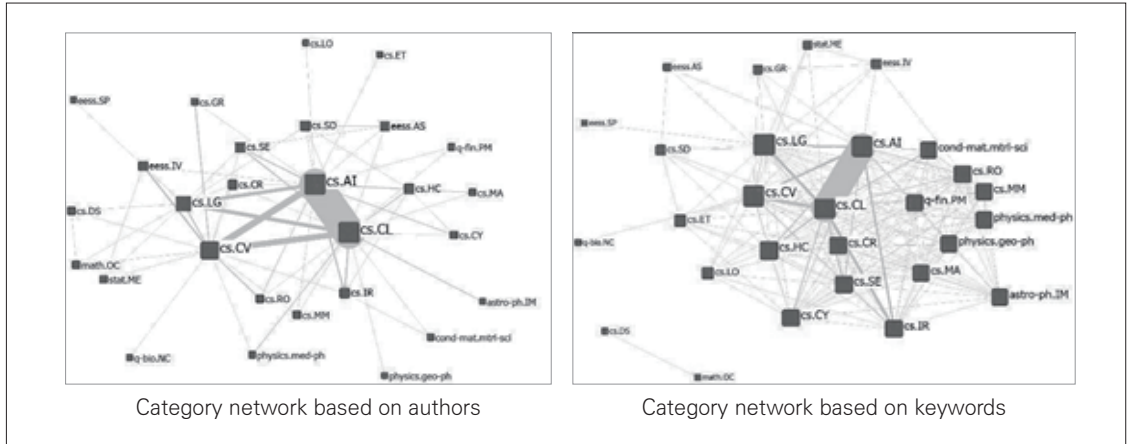 cs.LO
cs.ET
eess.SP
cs.GR
cs.SD
eess.AS
cs.SE
q-fin.PM
eess.IV
cs.CR
cs.AI
cs.HC
cs.MA
cs.LG
cs.DS
cs.CL
cs.CY
cs.CV
math.OC
stat.ME
cs.RO
cs.IR
astro-ph.IM
cs.MM
cond-mat.mtrl-sci
q-bio.NC
physics.med-ph
physics.geo-ph
Category network based on authors
stat.ME
eess.AS
cs.GR
eess.IV
eess.SP
cs.LG
cs.AI
cs.SD
cond-mat.mtrl-sci
cs.RO
cs.MM
cs.CV
cs.CL
q-fin.PM
cs.ET
physics.med-ph
q-bio.NC
cs.HC
cs.CR
physics.geo-ph
cs.LO
cs.MA
cs.SE
astro-ph.IM
cs.CY
cs.IR
cs.DS
math.OC
Category network based on keywords